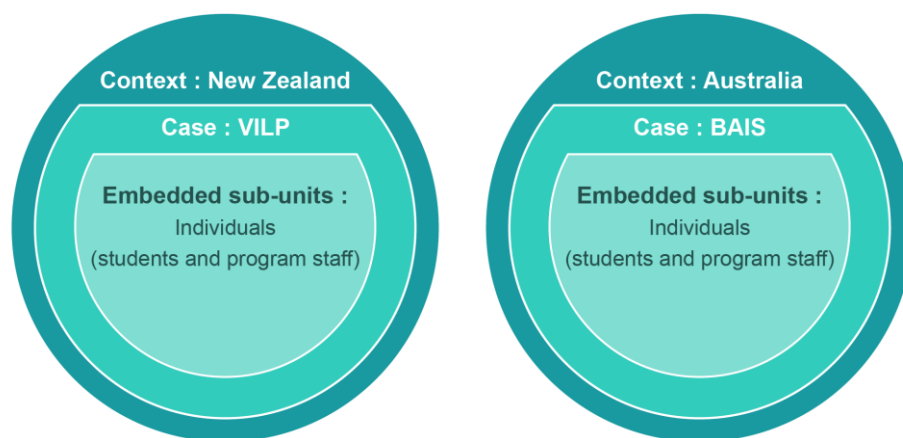 Context : New Zealand
Case : VILP
Embedded sub-units :
Individuals
(students and program staff)
Context : Australia
Case : BAIS
Embedded sub-units :
Individuals
(students and program staff)